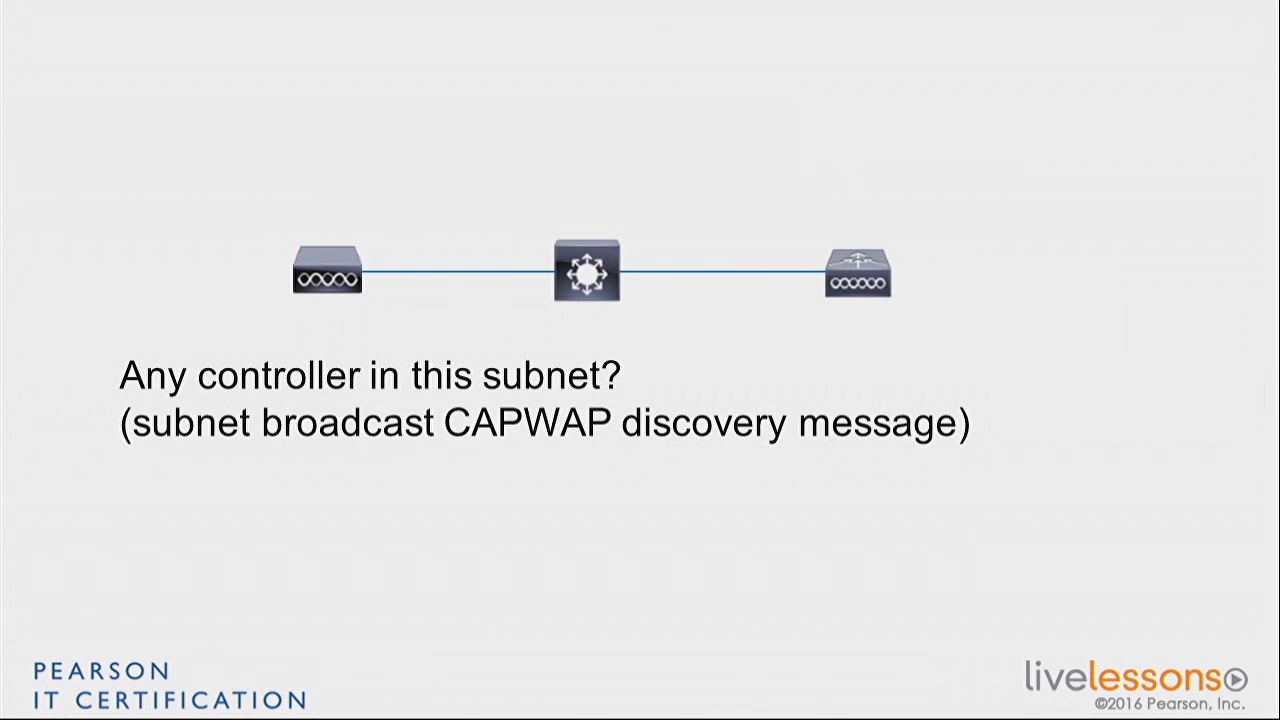 Any controller in this subnet?
(subnet broadcast CAPWAP discovery message)
PEARSON
IT CERTIFICATION
livelessons
©2016 Pearson, Inc.